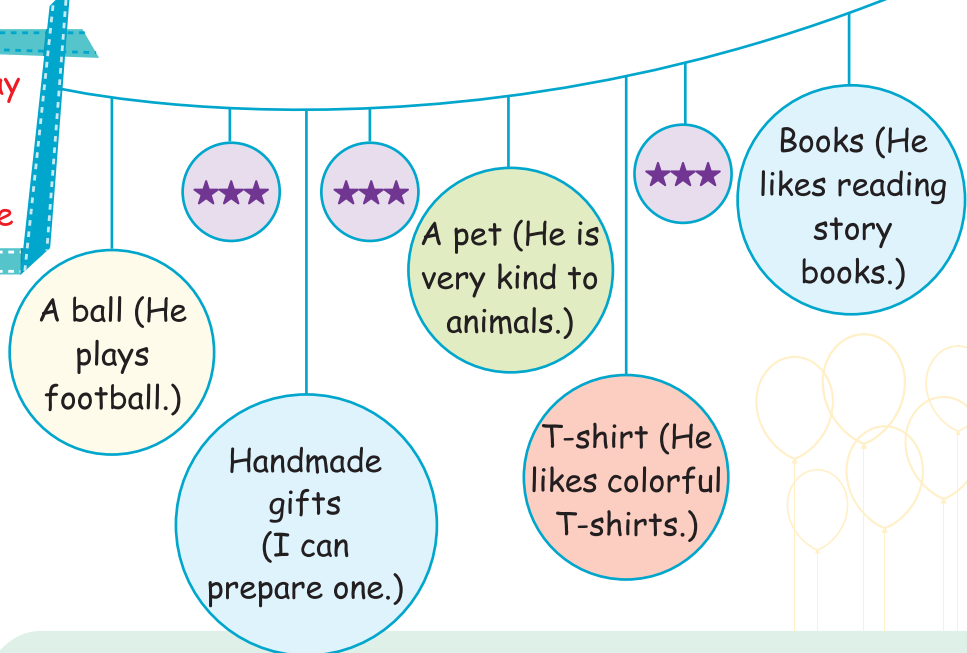 A ball (He
plays
football.)
Handmade
gifts
(I can
prepare one.)
A pet (He is
very kind to
animals.)
T-shirt (He
likes colorful
T-shirts.)
Books (He
likes reading
story
books.)